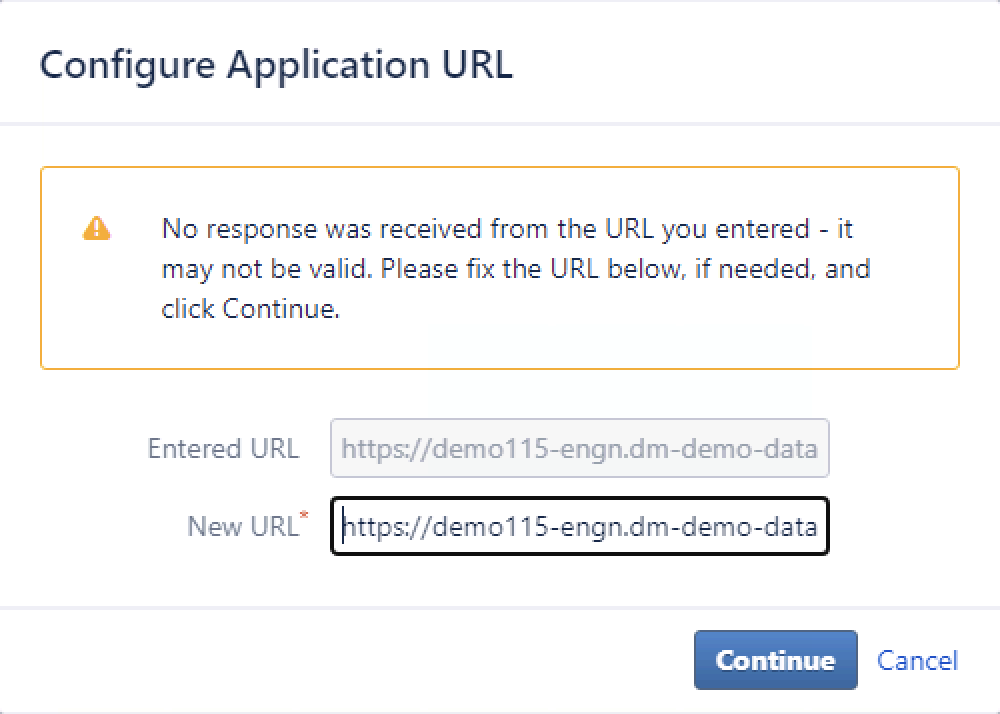 Configure Application URL
No response was received from the URL you entered - it
may not be valid. Please fix the URL below, if needed, and
click Continue.
Entered URL https://demo115-engn.dm-demo-data
New URL* https://demo115-engn.dm-demo-data
Continue Cancel